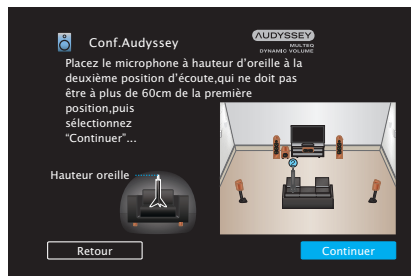 Conf.Audyssey
AUDYSSEY
MULTEQ
DYNAMIC VOLUME
Placez le microphone à hauteur d’oreille à la
deuxième position d’écoute,qui ne doit pas
être à plus de 60cm de la première
position,puis
sélectionnez
“Continuer”...
Hauteur oreille
Retour
Continuer